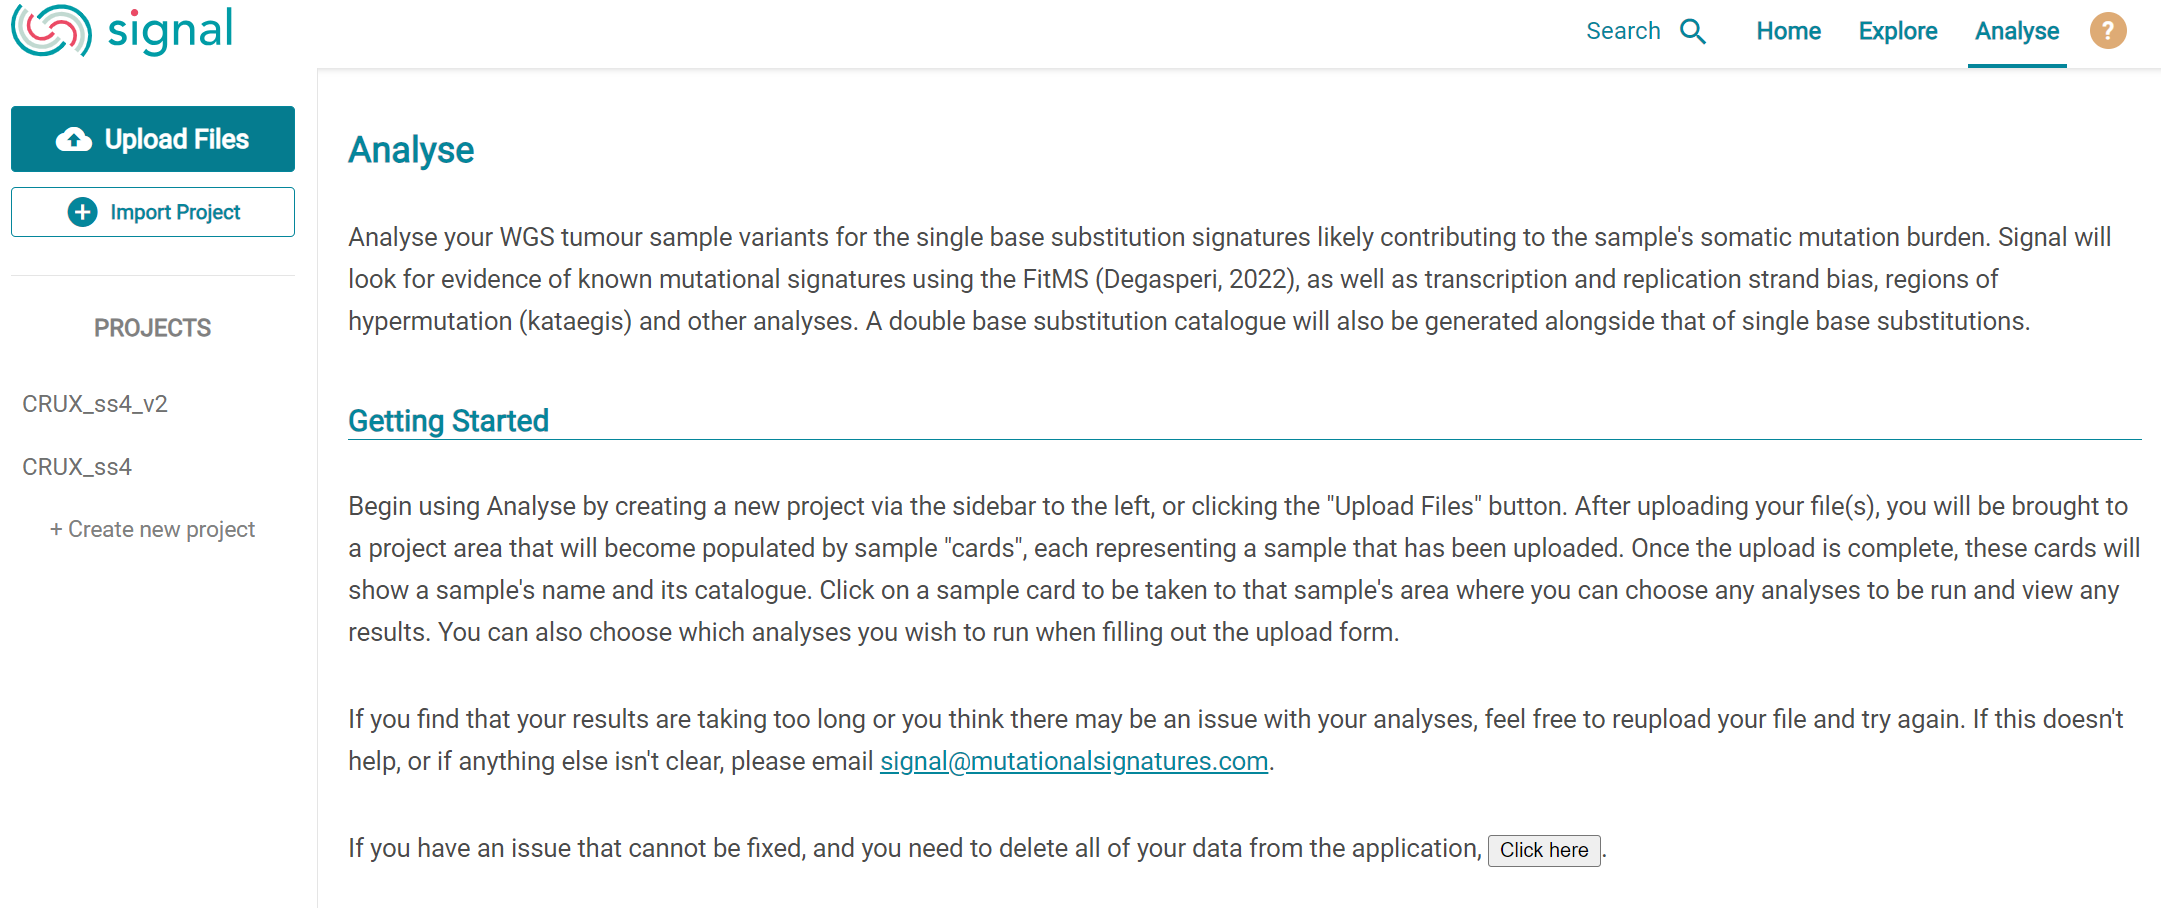 signal
Search
Home
Explore
Analyse
?
Upload Files
Import Project
PROJECTS
CRUX_ss4_v2
CRUX_ss4
+ Create new project
Analyse
Analyse your WGS tumour sample variants for the single base substitution signatures likely contributing to the sample's somatic mutation burden. Signal will
look for evidence of known mutational signatures using the FitMS (Degasperi, 2022), as well as transcription and replication strand bias, regions of
hypermutation (kataegis) and other analyses. A double base substitution catalogue will also be generated alongside that of single base substitutions.
Getting Started
Begin using Analyse by creating a new project via the sidebar to the left, or clicking the "Upload Files" button. After uploading your file(s), you will be brought to
a project area that will become populated by sample "cards", each representing a sample that has been uploaded. Once the upload is complete, these cards will
show a sample's name and its catalogue. Click on a sample card to be taken to that sample's area where you can choose any analyses to be run and view any
results. You can also choose which analyses you wish to run when filling out the upload form.
If you find that your results are taking too long or you think there may be an issue with your analyses, feel free to reupload your file and try again. If this doesn't
help, or if anything else isn't clear, please email signal@mutationalsignatures.com.
If you have an issue that cannot be fixed, and you need to delete all of your data from the application, Click here.